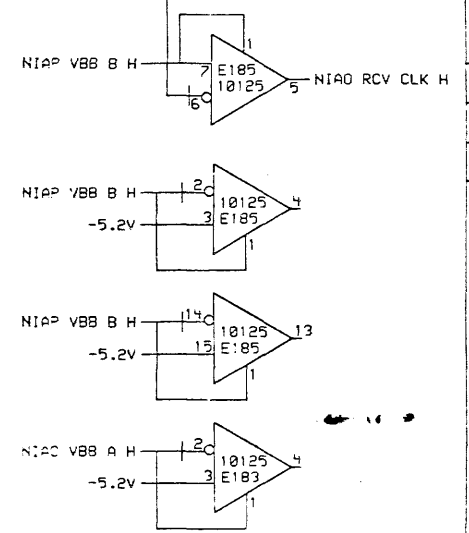 1
NIAP VBB B H 7 E185
10125 5 NIAO RCV CLK H
6
NIAP VBB B H 2 4
10125
-5.2V 3 E185
1
NIAP VBB B H 14 13
10125
-5.2V 15 E185
1
NIAC VBB A H 2 4
10125
-5.2V 3 E183
1